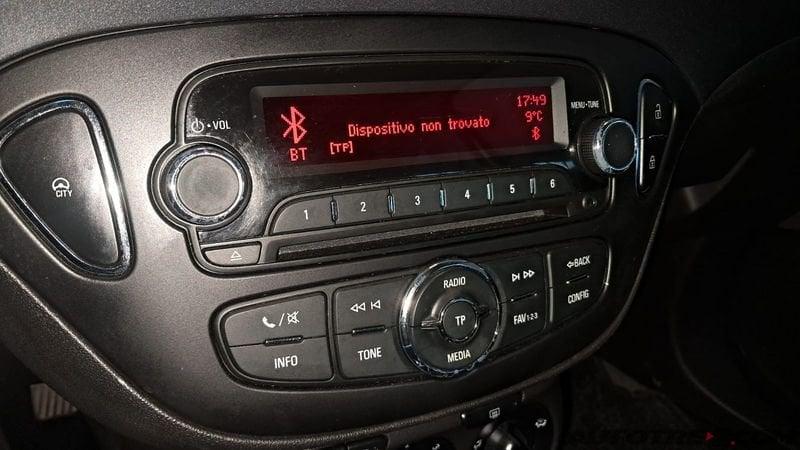 17:49
MENU•TUNE
9°C
• VOL
Dispositivo non trovato
BT
[TP]
CITY
1 2 3 4 5 6
RADIO
BACK
CONFIG
TP
FAV1-2-3
INFO
TONE
MEDIA